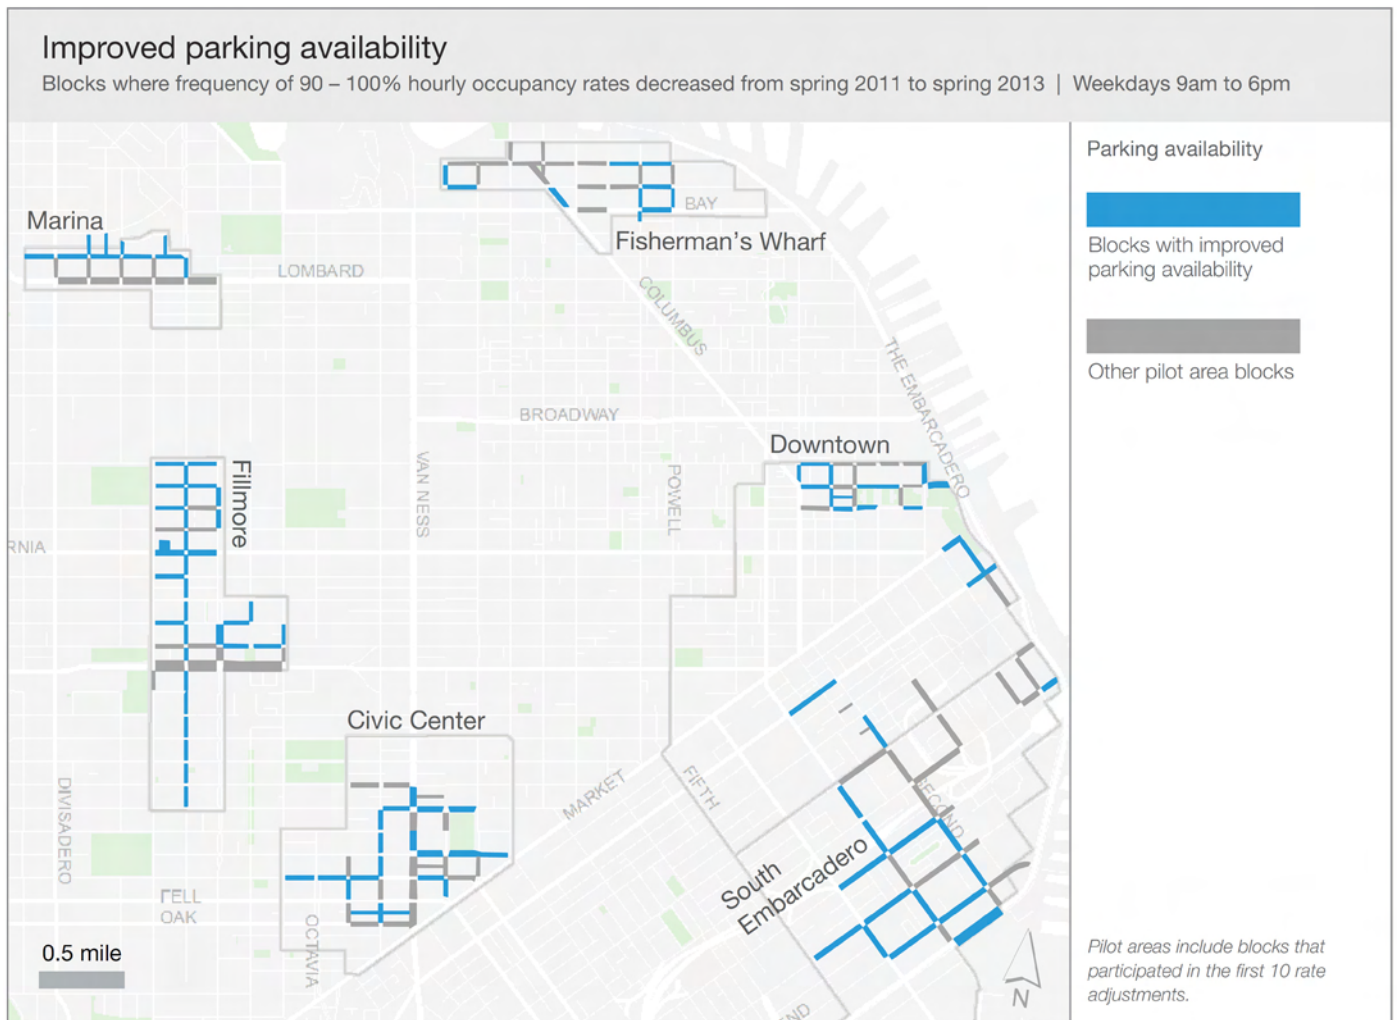 Improved parking availability
Blocks where frequency of 90 – 100% hourly occupancy rates decreased from spring 2011 to spring 2013 | Weekdays 9am to 6pm
Parking availability
Blocks with improved
parking availability
Other pilot area blocks
Marina
BAY
Fisherman's Wharf
LOMBARD
COLUMBUS
THE EMBARCADERO
BROADWAY
Downtown
VAN NESS
POWELL
Fillmore
RNIA
Civic Center
MARKET
FIFTH
SECOND
DIVISADERO
South
Embarcadero
FELL
OAK
OCTAVIA
0.5 mile
N
ND
Pilot areas include blocks that
participated in the first 10 rate
adjustments.